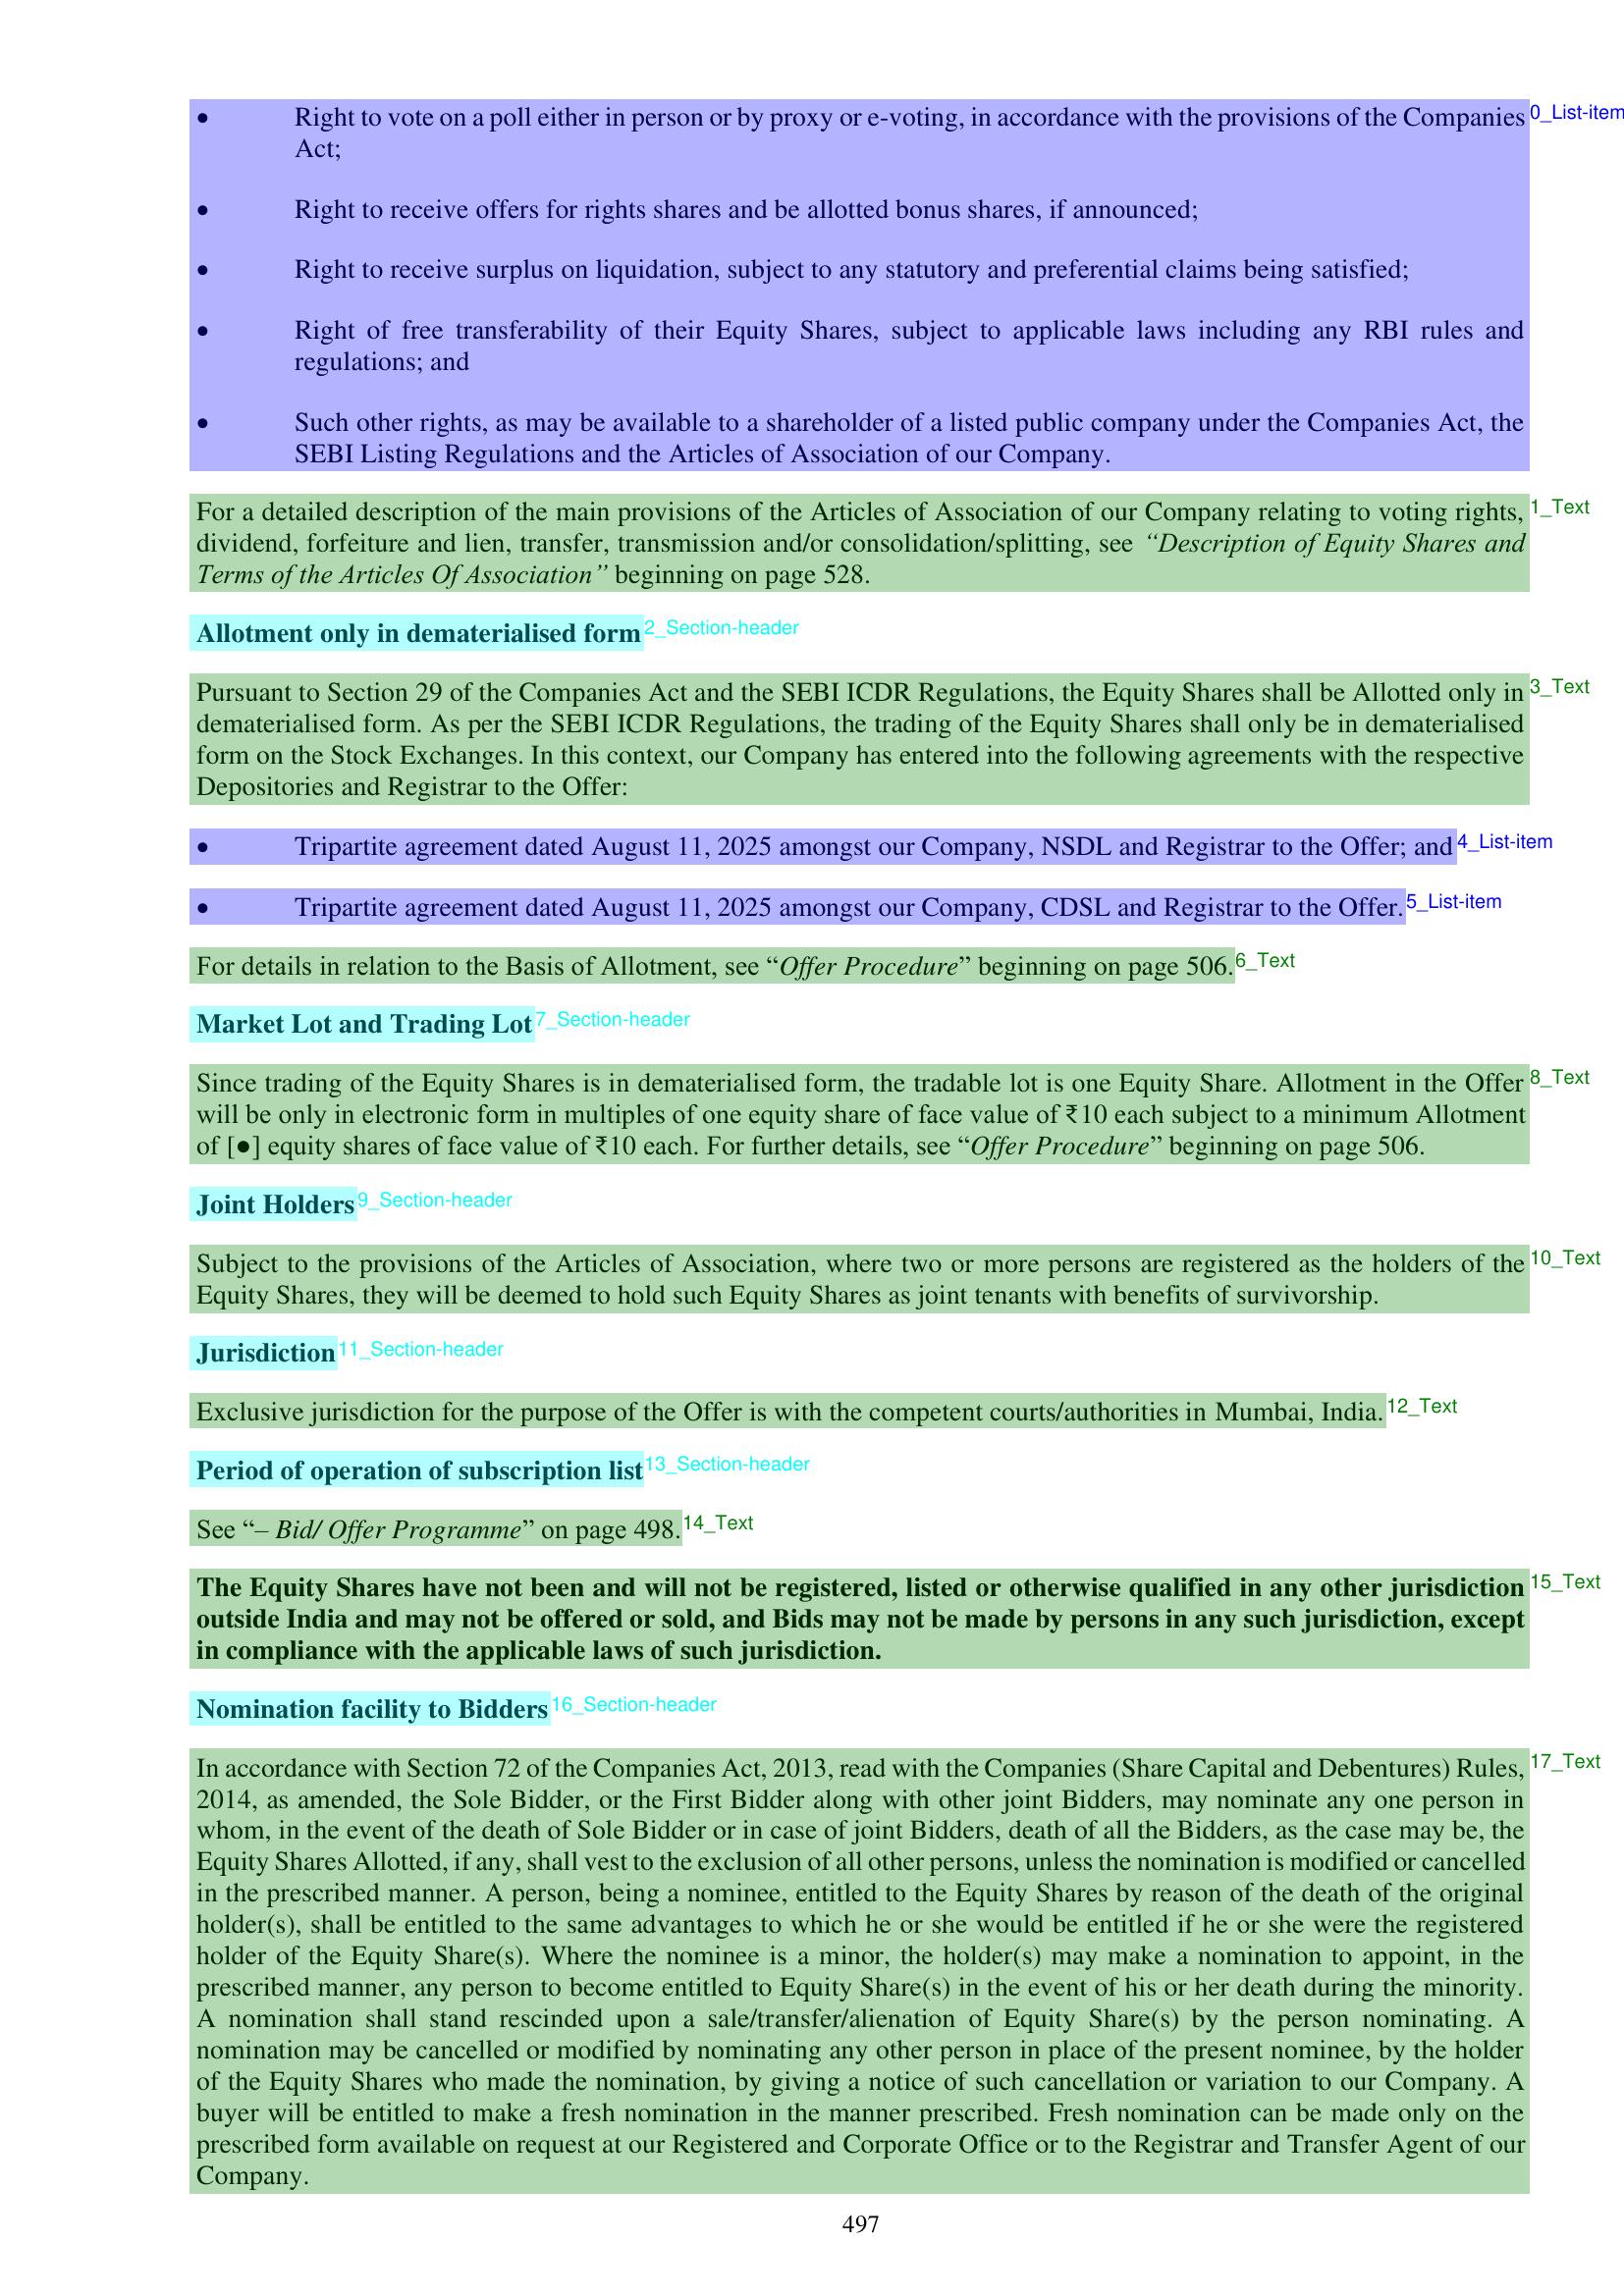 • Right to vote on a poll either in person or by proxy or e-voting, in accordance with the provisions of the Companies 0_List-item
Act;
• Right to receive offers for rights shares and be allotted bonus shares, if announced;
• Right to receive surplus on liquidation, subject to any statutory and preferential claims being satisfied;
• Right of free transferability of their Equity Shares, subject to applicable laws including any RBI rules and
regulations; and
• Such other rights, as may be available to a shareholder of a listed public company under the Companies Act, the
SEBI Listing Regulations and the Articles of Association of our Company.
For a detailed description of the main provisions of the Articles of Association of our Company relating to voting rights, 1_Text
dividend, forfeiture and lien, transfer, transmission and/or consolidation/splitting, see “Description of Equity Shares and
Terms of the Articles Of Association” beginning on page 528.
Allotment only in dematerialised form 2_Section-header
Pursuant to Section 29 of the Companies Act and the SEBI ICDR Regulations, the Equity Shares shall be Allotted only in 3_Text
dematerialised form. As per the SEBI ICDR Regulations, the trading of the Equity Shares shall only be in dematerialised
form on the Stock Exchanges. In this context, our Company has entered into the following agreements with the respective
Depositories and Registrar to the Offer:
• Tripartite agreement dated August 11, 2025 amongst our Company, NSDL and Registrar to the Offer; and 4_List-item
• Tripartite agreement dated August 11, 2025 amongst our Company, CDSL and Registrar to the Offer. 5_List-item
For details in relation to the Basis of Allotment, see “Offer Procedure” beginning on page 506. 6_Text
Market Lot and Trading Lot 7_Section-header
Since trading of the Equity Shares is in dematerialised form, the tradable lot is one Equity Share. Allotment in the Offer 8_Text
will be only in electronic form in multiples of one equity share of face value of ₹10 each subject to a minimum Allotment
of [●] equity shares of face value of ₹10 each. For further details, see “Offer Procedure” beginning on page 506.
Joint Holders 9_Section-header
Subject to the provisions of the Articles of Association, where two or more persons are registered as the holders of the 10_Text
Equity Shares, they will be deemed to hold such Equity Shares as joint tenants with benefits of survivorship.
Jurisdiction 11_Section-header
Exclusive jurisdiction for the purpose of the Offer is with the competent courts/authorities in Mumbai, India. 12_Text
Period of operation of subscription list 13_Section-header
See “– Bid/ Offer Programme” on page 498. 14_Text
The Equity Shares have not been and will not be registered, listed or otherwise qualified in any other jurisdiction 15_Text
outside India and may not be offered or sold, and Bids may not be made by persons in any such jurisdiction, except
in compliance with the applicable laws of such jurisdiction.
Nomination facility to Bidders 16_Section-header
In accordance with Section 72 of the Companies Act, 2013, read with the Companies (Share Capital and Debentures) Rules, 17_Text
2014, as amended, the Sole Bidder, or the First Bidder along with other joint Bidders, may nominate any one person in
whom, in the event of the death of Sole Bidder or in case of joint Bidders, death of all the Bidders, as the case may be, the
Equity Shares Allotted, if any, shall vest to the exclusion of all other persons, unless the nomination is modified or cancelled
in the prescribed manner. A person, being a nominee, entitled to the Equity Shares by reason of the death of the original
holder(s), shall be entitled to the same advantages to which he or she would be entitled if he or she were the registered
holder of the Equity Share(s). Where the nominee is a minor, the holder(s) may make a nomination to appoint, in the
prescribed manner, any person to become entitled to Equity Share(s) in the event of his or her death during the minority.
A nomination shall stand rescinded upon a sale/transfer/alienation of Equity Share(s) by the person nominating. A
nomination may be cancelled or modified by nominating any other person in place of the present nominee, by the holder
of the Equity Shares who made the nomination, by giving a notice of such cancellation or variation to our Company. A
buyer will be entitled to make a fresh nomination in the manner prescribed. Fresh nomination can be made only on the
prescribed form available on request at our Registered and Corporate Office or to the Registrar and Transfer Agent of our
Company.
497